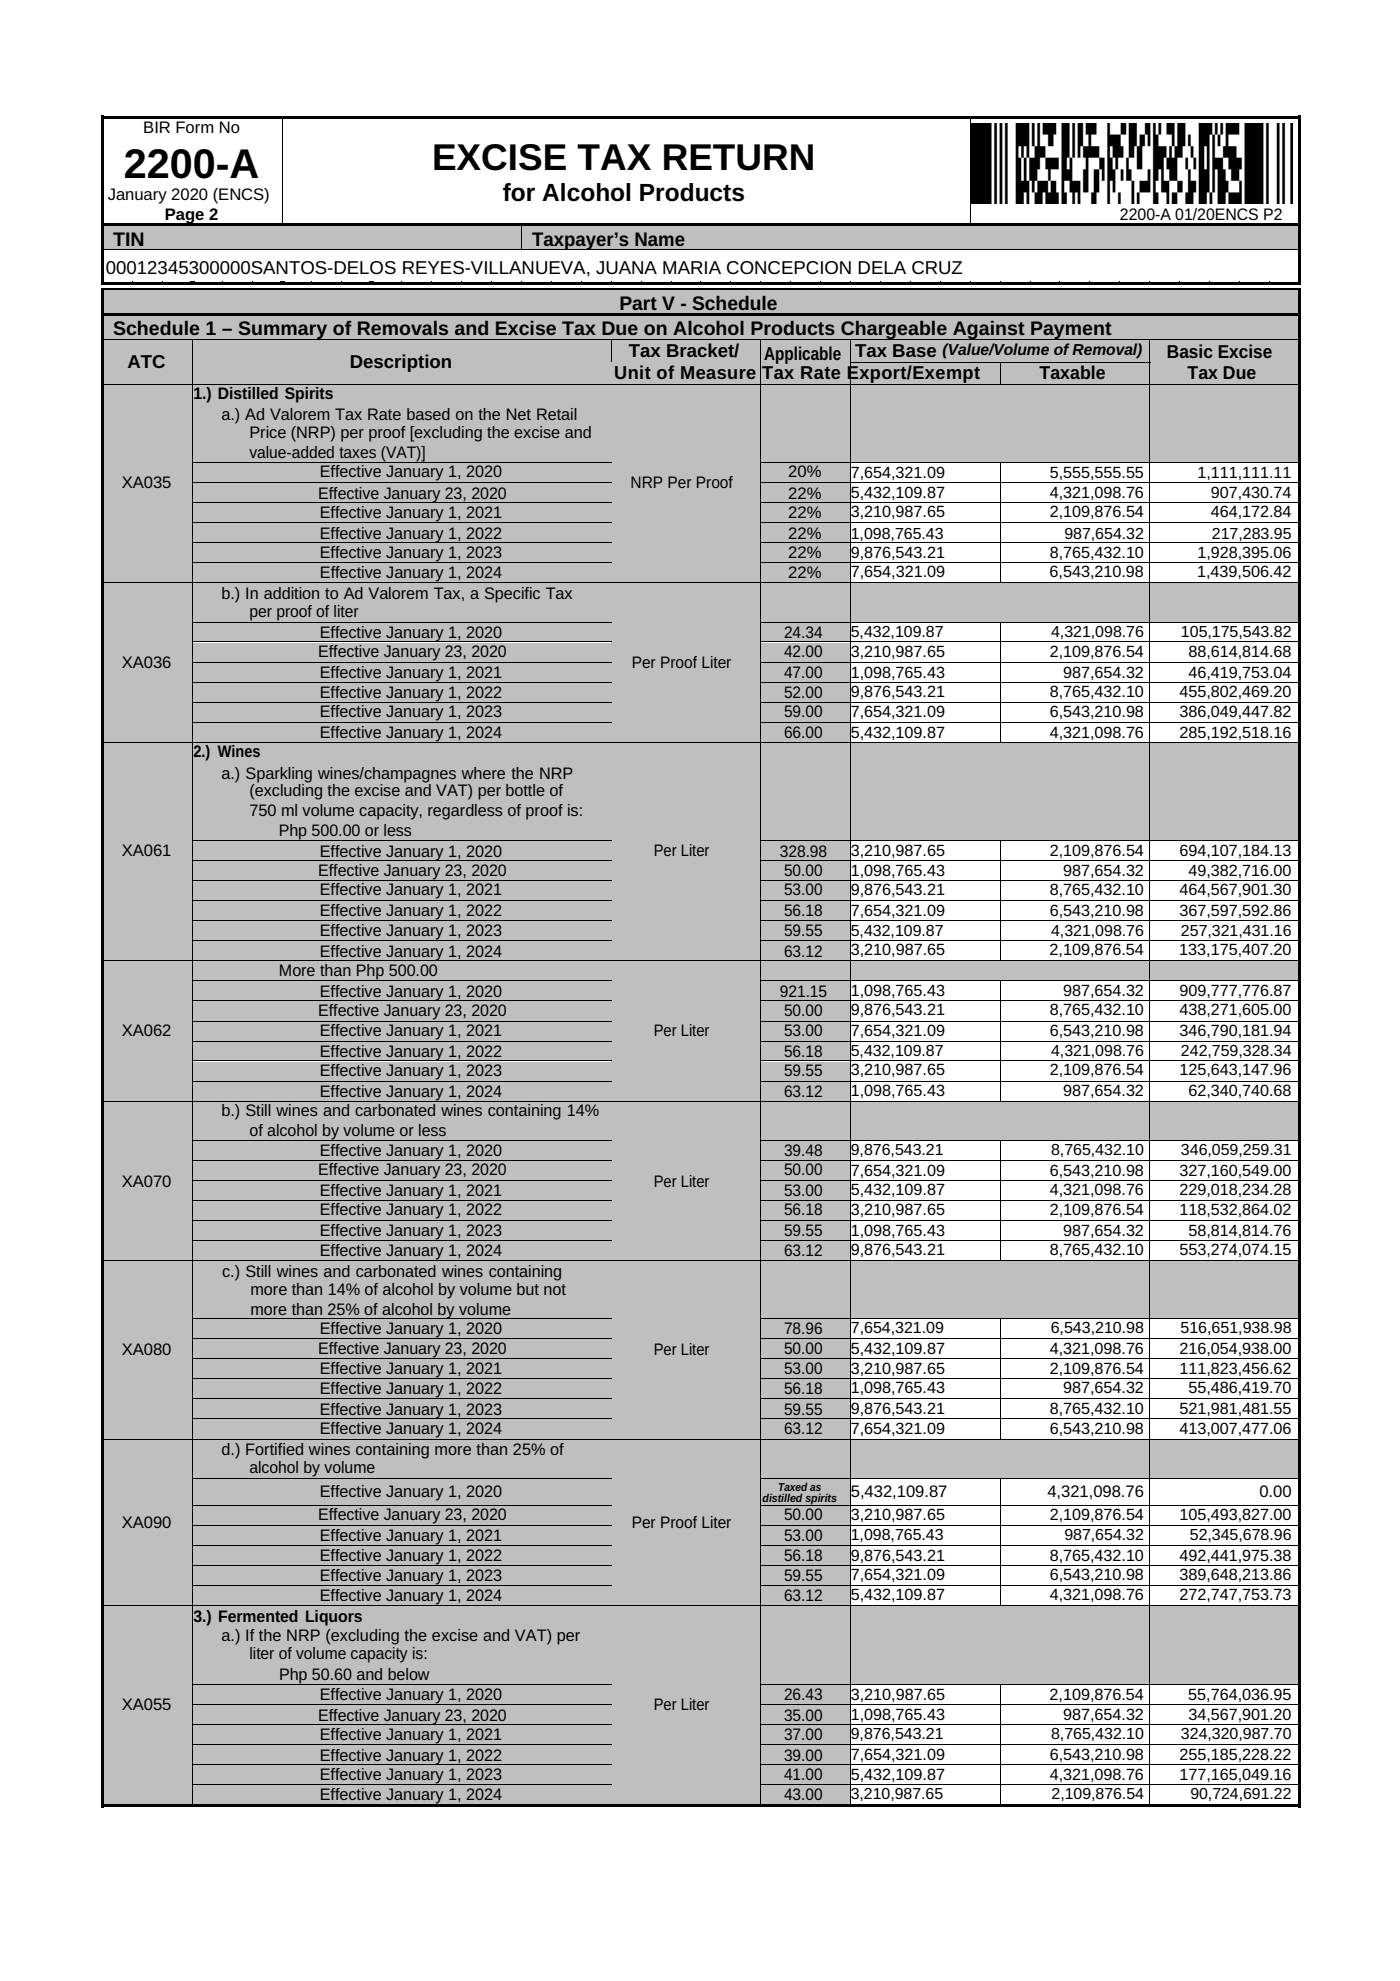 BIR Form No
2200-A
January 2020 (ENCS)
Page 2
EXCISE TAX RETURN
for Alcohol Products
2200-A 01/20ENCS P2
TIN Taxpayer's Name
00012345300000SANTOS-DELOS REYES-VILLANUEVA, JUANA MARIA CONCEPCION DELA CRUZ
Part V - Schedule
Schedule 1 – Summary of Removals and Excise Tax Due on Alcohol Products Chargeable Against Payment
ATC Description Tax Bracket/ Unit of Measure Applicable Tax Rate Tax Base (Value/Volume of Removal) Export/Exempt Taxable Basic Excise Tax Due
1.) Distilled Spirits
a.) Ad Valorem Tax Rate based on the Net Retail
Price (NRP) per proof [excluding the excise and
value-added taxes (VAT)]
XA035 NRP Per Proof
Effective January 1, 2020 20% 7,654,321.09 5,555,555.55 1,111,111.11
Effective January 23, 2020 22% 5,432,109.87 4,321,098.76 907,430.74
Effective January 1, 2021 22% 3,210,987.65 2,109,876.54 464,172.84
Effective January 1, 2022 22% 1,098,765.43 987,654.32 217,283.95
Effective January 1, 2023 22% 9,876,543.21 8,765,432.10 1,928,395.06
Effective January 1, 2024 22% 7,654,321.09 6,543,210.98 1,439,506.42
b.) In addition to Ad Valorem Tax, a Specific Tax
per proof of liter
XA036 Per Proof Liter
Effective January 1, 2020 24.34 5,432,109.87 4,321,098.76 105,175,543.82
Effective January 23, 2020 42.00 3,210,987.65 2,109,876.54 88,614,814.68
Effective January 1, 2021 47.00 1,098,765.43 987,654.32 46,419,753.04
Effective January 1, 2022 52.00 9,876,543.21 8,765,432.10 455,802,469.20
Effective January 1, 2023 59.00 7,654,321.09 6,543,210.98 386,049,447.82
Effective January 1, 2024 66.00 5,432,109.87 4,321,098.76 285,192,518.16
2.) Wines
a.) Sparkling wines/champagnes where the NRP
(excluding the excise and VAT) per bottle of
750 ml volume capacity, regardless of proof is:
Php 500.00 or less
XA061 Per Liter
Effective January 1, 2020 328.98 3,210,987.65 2,109,876.54 694,107,184.13
Effective January 23, 2020 50.00 1,098,765.43 987,654.32 49,382,716.00
Effective January 1, 2021 53.00 9,876,543.21 8,765,432.10 464,567,901.30
Effective January 1, 2022 56.18 7,654,321.09 6,543,210.98 367,597,592.86
Effective January 1, 2023 59.55 5,432,109.87 4,321,098.76 257,321,431.16
Effective January 1, 2024 63.12 3,210,987.65 2,109,876.54 133,175,407.20
More than Php 500.00
XA062 Per Liter
Effective January 1, 2020 921.15 1,098,765.43 987,654.32 909,777,776.87
Effective January 23, 2020 50.00 9,876,543.21 8,765,432.10 438,271,605.00
Effective January 1, 2021 53.00 7,654,321.09 6,543,210.98 346,790,181.94
Effective January 1, 2022 56.18 5,432,109.87 4,321,098.76 242,759,328.34
Effective January 1, 2023 59.55 3,210,987.65 2,109,876.54 125,643,147.96
Effective January 1, 2024 63.12 1,098,765.43 987,654.32 62,340,740.68
b.) Still wines and carbonated wines containing 14%
of alcohol by volume or less
XA070 Per Liter
Effective January 1, 2020 39.48 9,876,543.21 8,765,432.10 346,059,259.31
Effective January 23, 2020 50.00 7,654,321.09 6,543,210.98 327,160,549.00
Effective January 1, 2021 53.00 5,432,109.87 4,321,098.76 229,018,234.28
Effective January 1, 2022 56.18 3,210,987.65 2,109,876.54 118,532,864.02
Effective January 1, 2023 59.55 1,098,765.43 987,654.32 58,814,814.76
Effective January 1, 2024 63.12 9,876,543.21 8,765,432.10 553,274,074.15
c.) Still wines and carbonated wines containing
more than 14% of alcohol by volume but not
more than 25% of alcohol by volume
XA080 Per Liter
Effective January 1, 2020 78.96 7,654,321.09 6,543,210.98 516,651,938.98
Effective January 23, 2020 50.00 5,432,109.87 4,321,098.76 216,054,938.00
Effective January 1, 2021 53.00 3,210,987.65 2,109,876.54 111,823,456.62
Effective January 1, 2022 56.18 1,098,765.43 987,654.32 55,486,419.70
Effective January 1, 2023 59.55 9,876,543.21 8,765,432.10 521,981,481.55
Effective January 1, 2024 63.12 7,654,321.09 6,543,210.98 413,007,477.06
d.) Fortified wines containing more than 25% of
alcohol by volume
XA090 Per Proof Liter
Effective January 1, 2020 Taxed as distilled spirits 5,432,109.87 4,321,098.76 0.00
Effective January 23, 2020 50.00 3,210,987.65 2,109,876.54 105,493,827.00
Effective January 1, 2021 53.00 1,098,765.43 987,654.32 52,345,678.96
Effective January 1, 2022 56.18 9,876,543.21 8,765,432.10 492,441,975.38
Effective January 1, 2023 59.55 7,654,321.09 6,543,210.98 389,648,213.86
Effective January 1, 2024 63.12 5,432,109.87 4,321,098.76 272,747,753.73
3.) Fermented Liquors
a.) If the NRP (excluding the excise and VAT) per
liter of volume capacity is:
Php 50.60 and below
XA055 Per Liter
Effective January 1, 2020 26.43 3,210,987.65 2,109,876.54 55,764,036.95
Effective January 23, 2020 35.00 1,098,765.43 987,654.32 34,567,901.20
Effective January 1, 2021 37.00 9,876,543.21 8,765,432.10 324,320,987.70
Effective January 1, 2022 39.00 7,654,321.09 6,543,210.98 255,185,228.22
Effective January 1, 2023 41.00 5,432,109.87 4,321,098.76 177,165,049.16
Effective January 1, 2024 43.00 3,210,987.65 2,109,876.54 90,724,691.22